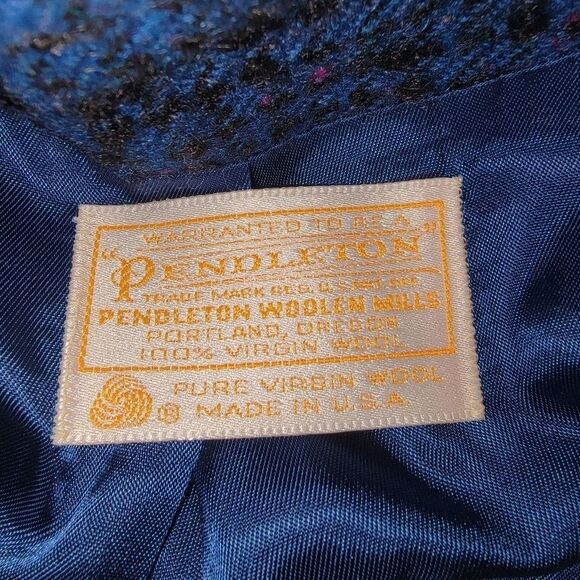 WARRANTED TO BE A
"PENDLETON"
TRADE MARK REG. U.S. PAT. OFF.
PENDLETON WOOLEN MILLS
PORTLAND, OREGON
100% VIRGIN WOOL
PURE VIRGIN WOOL
® MADE IN U.S.A.